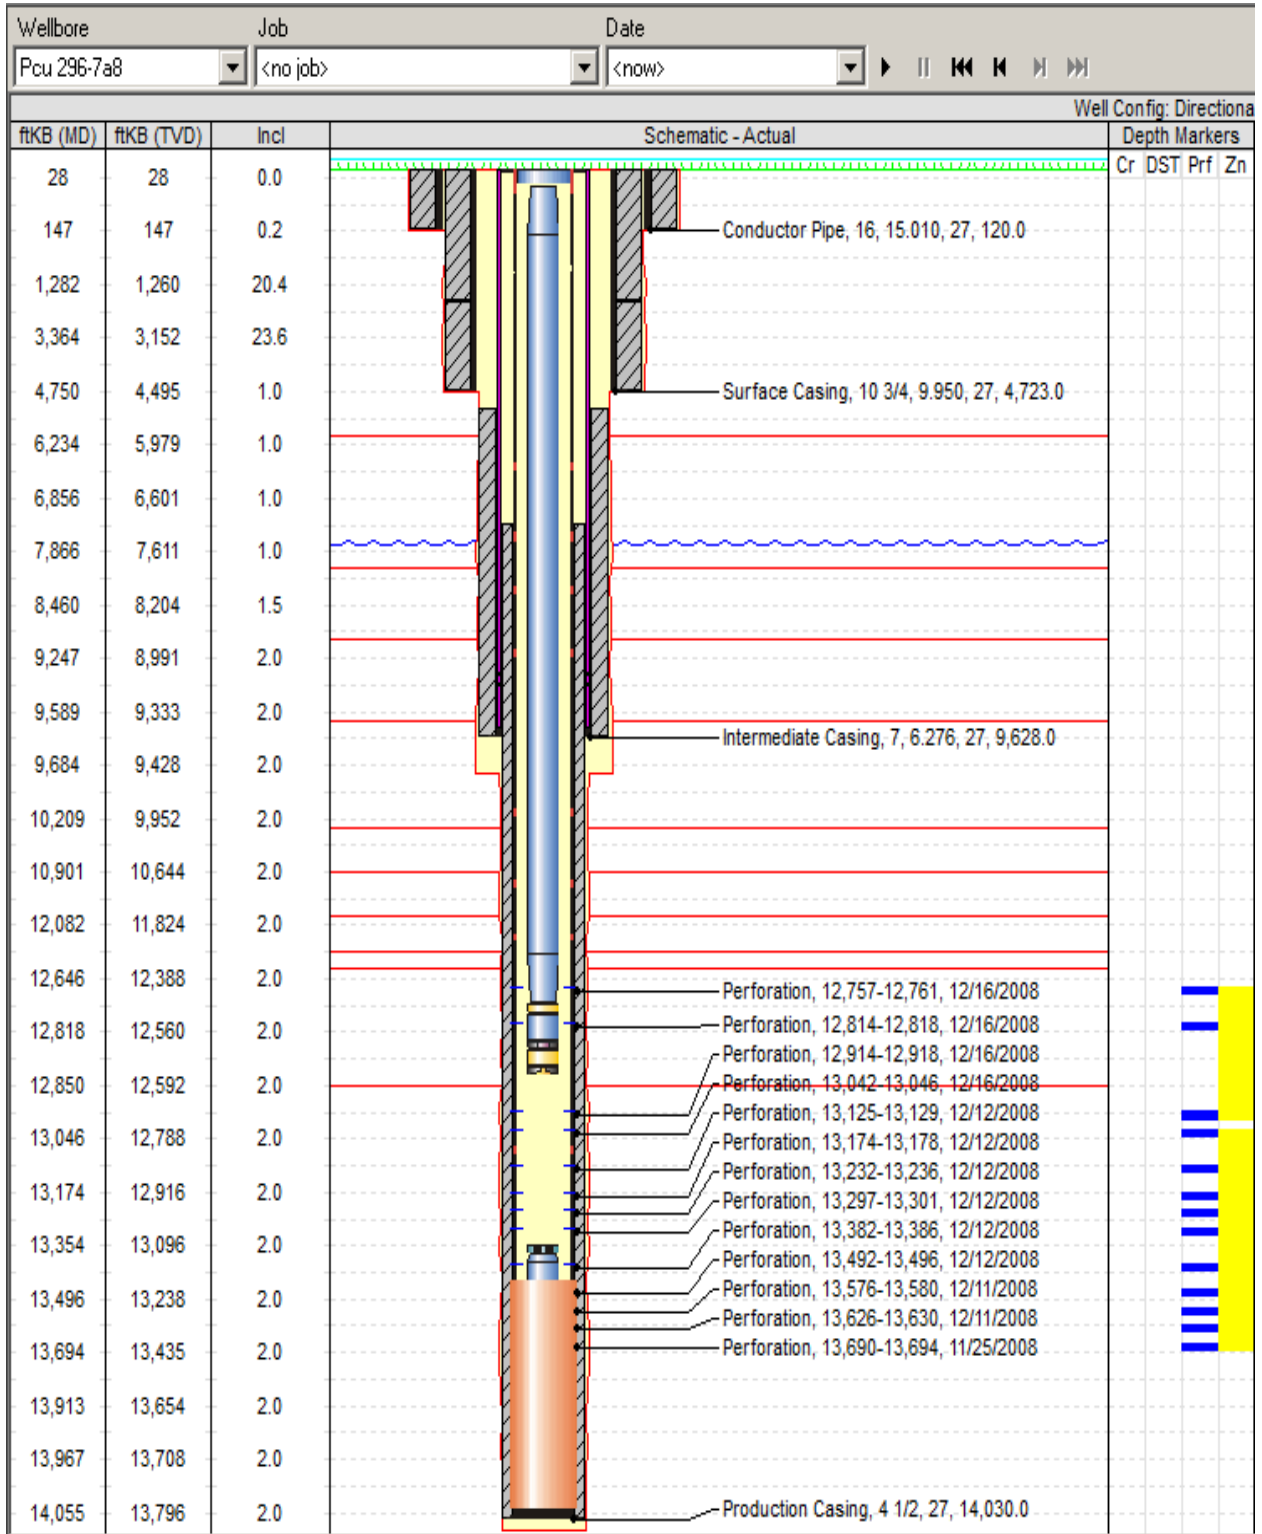 Wellbore Job Date
Pcu 296-7a8 <no job> <now>
Well Config: Directiona
ftKB (MD) ftKB (TVD) Incl Schematic - Actual Depth Markers
Cr DST Prf Zn
28 28 0.0
147 147 0.2 Conductor Pipe, 16, 15.010, 27, 120.0
1,282 1,260 20.4
3,364 3,152 23.6
4,750 4,495 1.0 Surface Casing, 10 3/4, 9.950, 27, 4,723.0
6,234 5,979 1.0
6,856 6,601 1.0
7,866 7,611 1.0
8,460 8,204 1.5
9,247 8,991 2.0
9,589 9,333 2.0
Intermediate Casing, 7, 6.276, 27, 9,628.0
9,684 9,428 2.0
10,209 9,952 2.0
10,901 10,644 2.0
12,082 11,824 2.0
12,646 12,388 2.0
Perforation, 12,757-12,761, 12/16/2008
12,818 12,560 2.0 Perforation, 12,814-12,818, 12/16/2008
Perforation, 12,914-12,918, 12/16/2008
12,850 12,592 2.0 Perforation, 13,042-13,046, 12/16/2008
Perforation, 13,125-13,129, 12/12/2008
13,046 12,788 2.0 Perforation, 13,174-13,178, 12/12/2008
Perforation, 13,232-13,236, 12/12/2008
13,174 12,916 2.0 Perforation, 13,297-13,301, 12/12/2008
Perforation, 13,382-13,386, 12/12/2008
13,354 13,096 2.0 Perforation, 13,492-13,496, 12/12/2008
Perforation, 13,576-13,580, 12/11/2008
13,496 13,238 2.0 Perforation, 13,626-13,630, 12/11/2008
13,694 13,435 2.0 Perforation, 13,690-13,694, 11/25/2008
13,913 13,654 2.0
13,967 13,708 2.0
14,055 13,796 2.0 Production Casing, 4 1/2, 27, 14,030.0